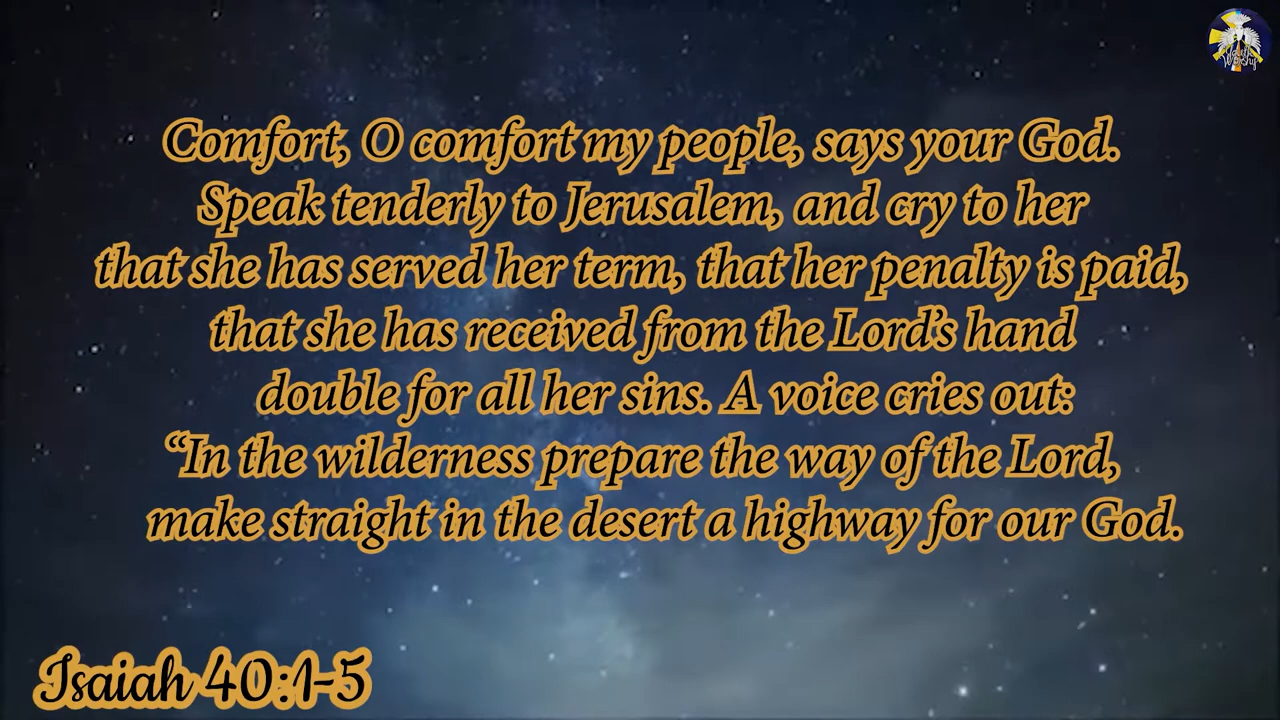 Comfort, O comfort my people, says your God.
Speak tenderly to Jerusalem, and cry to her
that she has served her term, that her penalty is paid,
that she has received from the Lord’s hand
double for all her sins. A voice cries out:
“In the wilderness prepare the way of the Lord,
make straight in the desert a highway for our God.
Isaiah 40:1-5